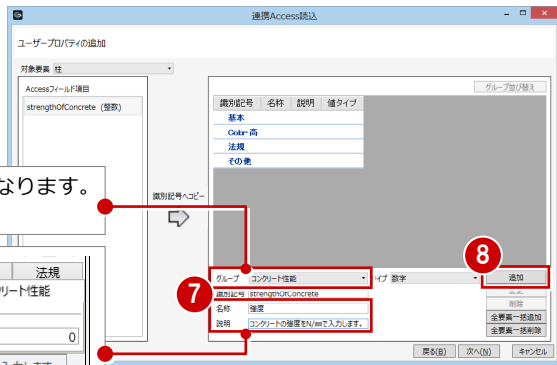 連携Access読込
ユーザープロパティの追加
対象要素 柱
Accessフィールド項目
strengthOfConcrete（整数）
グループ並び替え
識別記号 名称 説明 値タイプ
基本
Color・高
法規
その他
なります。
識別記号へコピー
法規
リート性能
0
7
8
グループ コンクリート性能 タイプ 数字 追加
識別記号 strengthOfConcrete
削除
名称 強度
全要素一括追加
説明 コンクリートの強度をN/㎟で入力します。
全要素一括削除
戻る(B) 次へ(N) キャンセル